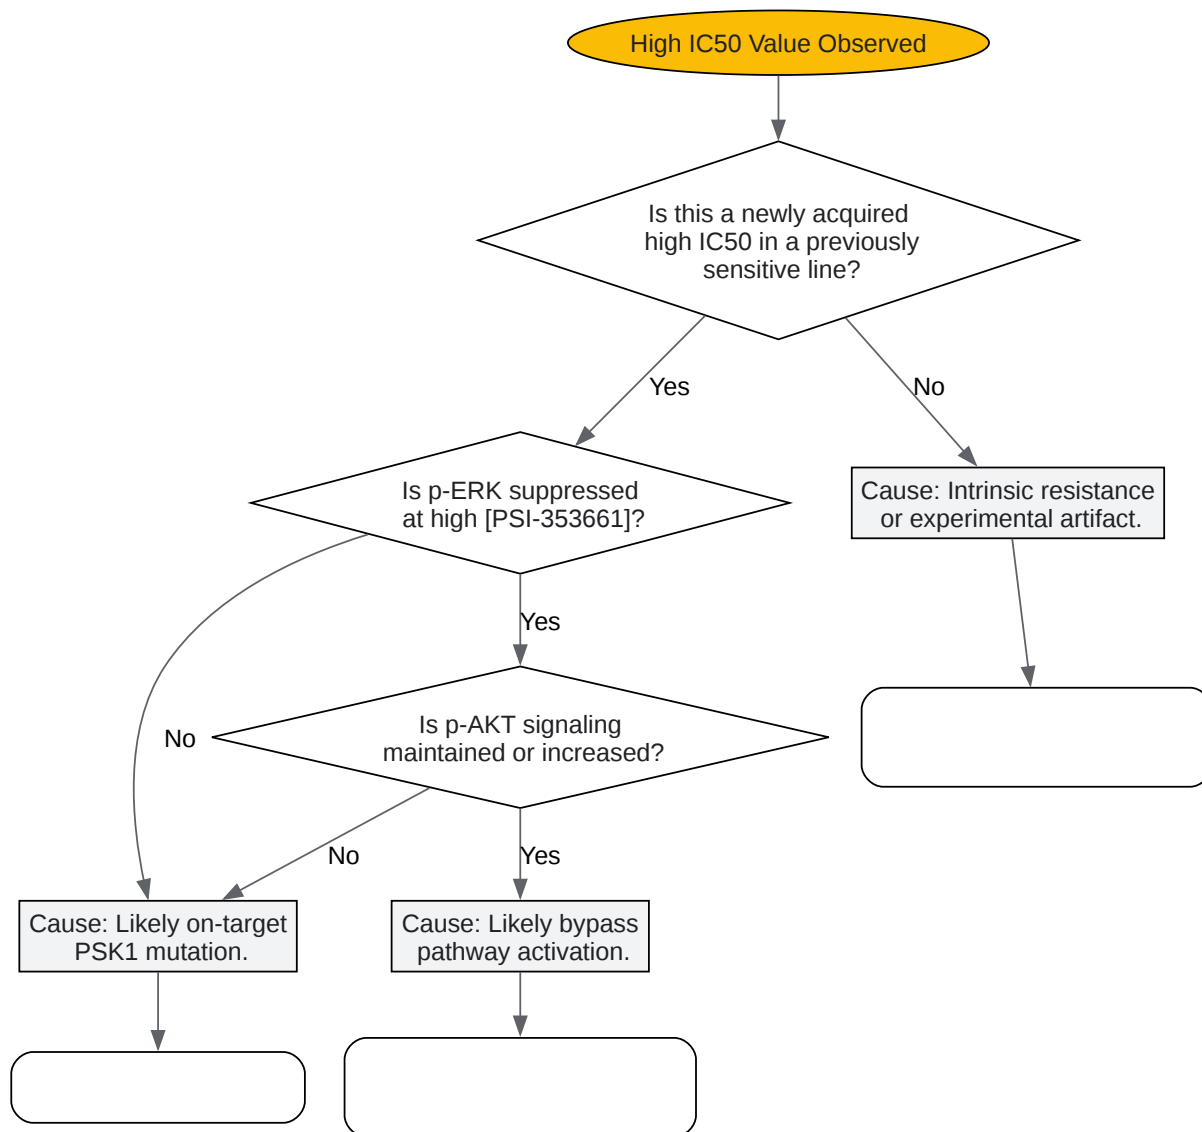 High IC50 Value Observed
Is this a newly acquired
high IC50 in a previously
sensitive line?
Yes
No
Is p-ERK suppressed
at high [PSI-353661]?
Cause: Intrinsic resistance
or experimental artifact.
Yes
No
Is p-AKT signaling
maintained or increased?
No
Yes
Cause: Likely on-target
PSK1 mutation.
Cause: Likely bypass
pathway activation.